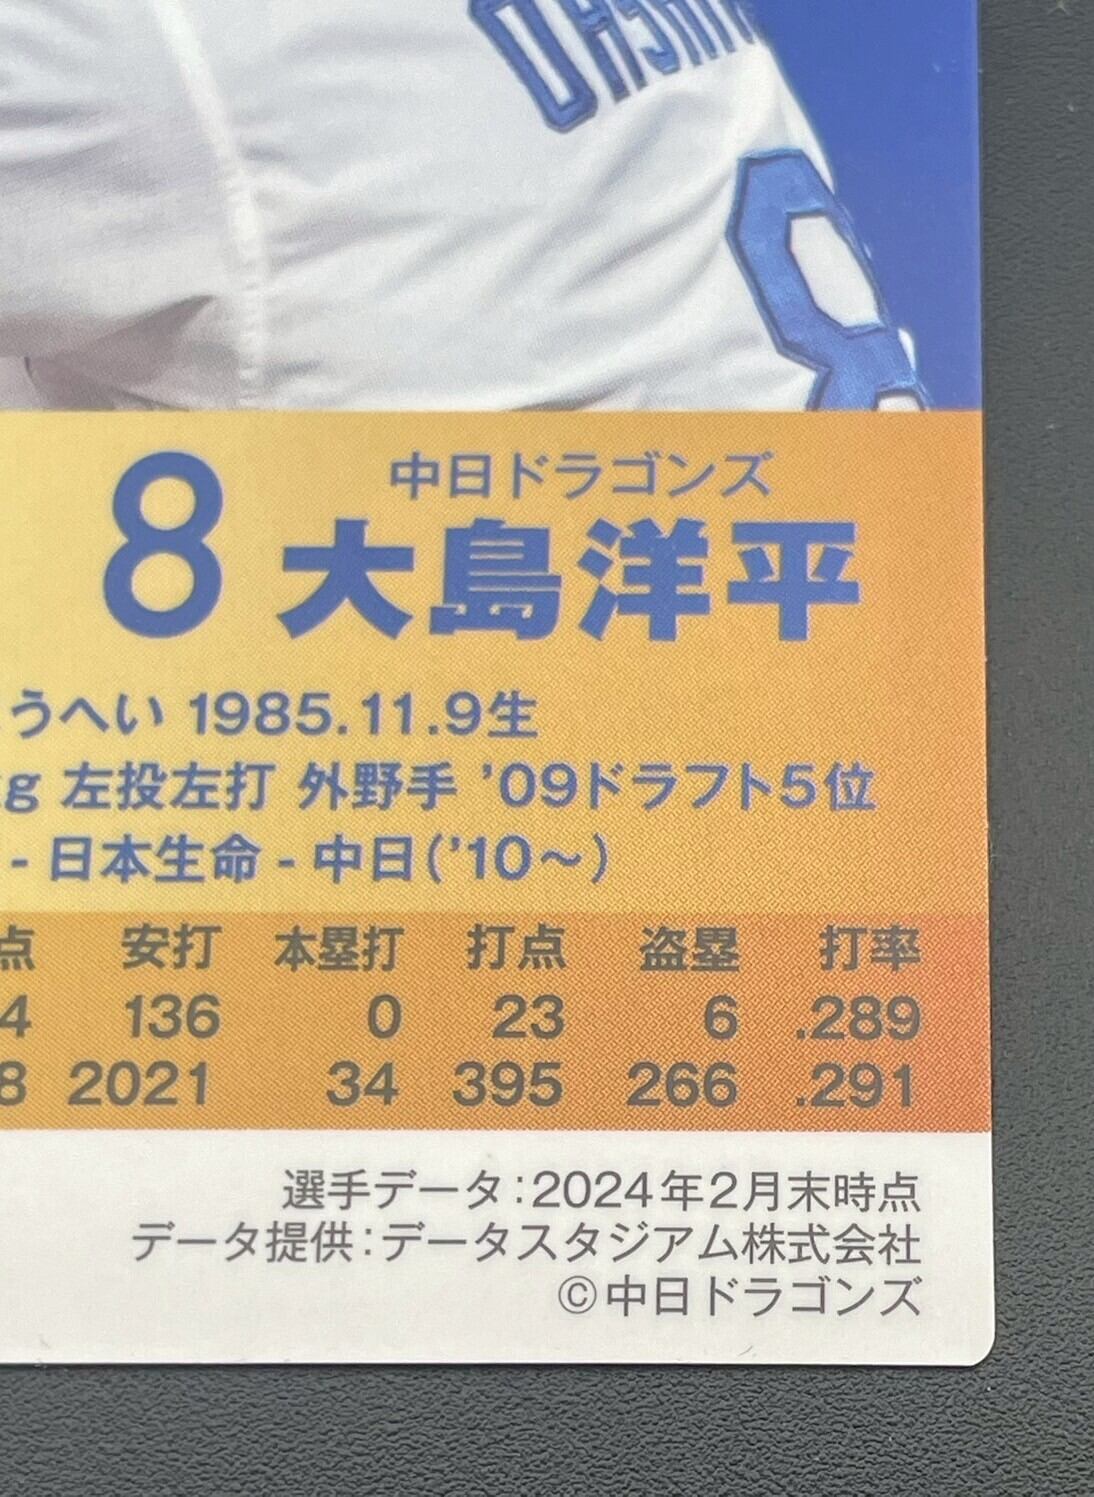 OHSHI
8
中日ドラゴンズ
8 大島洋平
ようへい 1985.11.9生
kg 左投左打 外野手 '09ドラフト5位
- 日本生命 - 中日('10～)
点 安打 本塁打 打点 盗塁 打率
4 136 0 23 6 .289
8 2021 34 395 266 .291
選手データ:2024年2月末時点
データ提供:データスタジアム株式会社
©中日ドラゴンズ